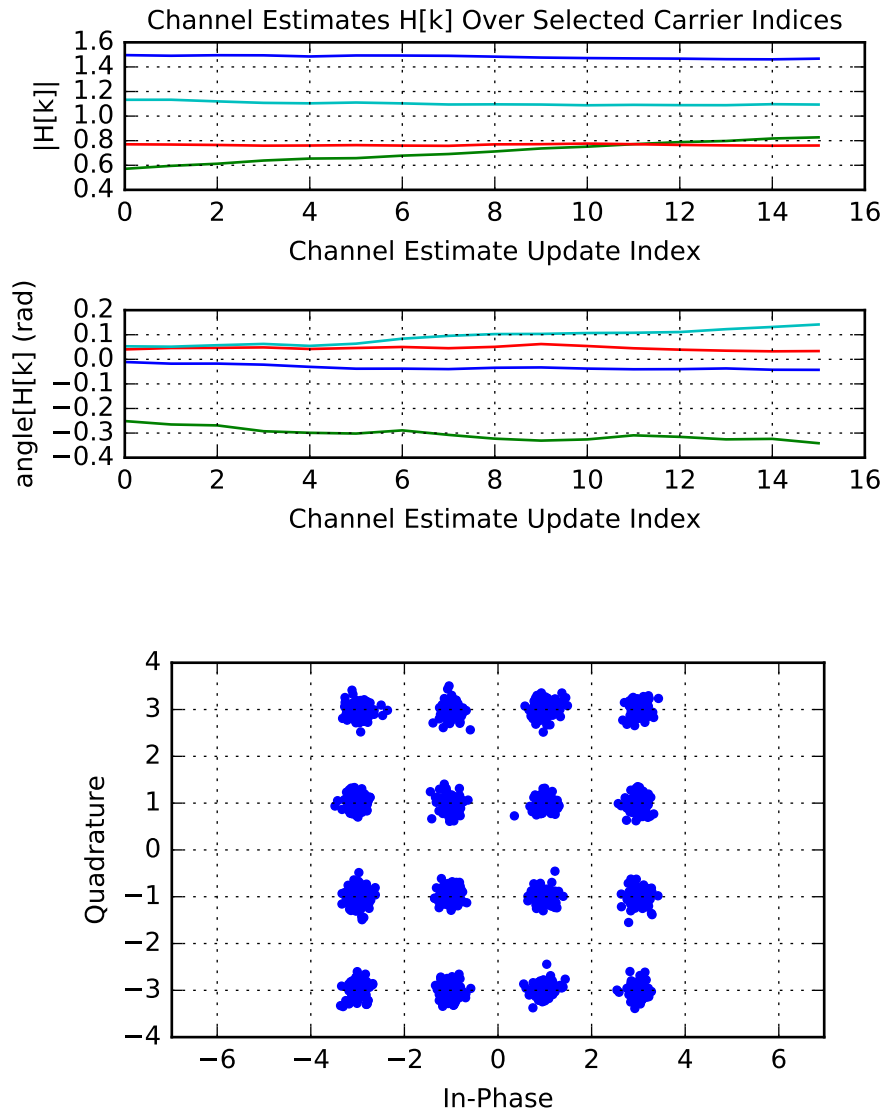 Channel Estimates H[k] Over Selected Carrier Indices
|H[k]|
1.6
1.4
1.2
1.0
0.8
0.6
0.4
0 2 4 6 8 10 12 14 16
Channel Estimate Update Index
angle[H[k] (rad)
0.2
0.1
0.0
−0.1
−0.2
−0.3
−0.4
0 2 4 6 8 10 12 14 16
Channel Estimate Update Index
Quadrature
4
3
2
1
0
−1
−2
−3
−4
−6 −4 −2 0 2 4 6
In-Phase